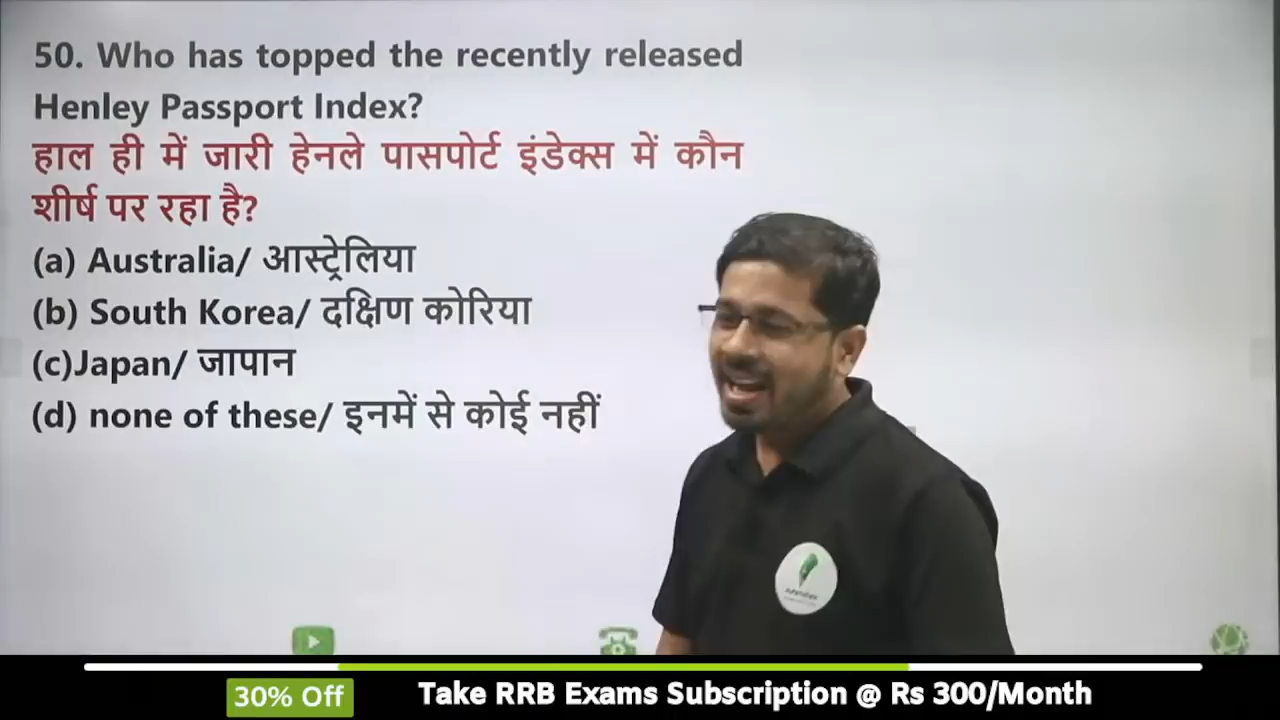 50. Who has topped the recently released
Henley Passport Index?
हाल ही में जारी हेनले पासपोर्ट इंडेक्स में कौन
शीर्ष पर रहा है?
(a) Australia/ आस्ट्रेलिया
(b) South Korea/ दक्षिण कोरिया
(c)Japan/ जापान
(d) none of these/ इनमें से कोई नहीं
30% Off
Take RRB Exams Subscription @ Rs 300/Month